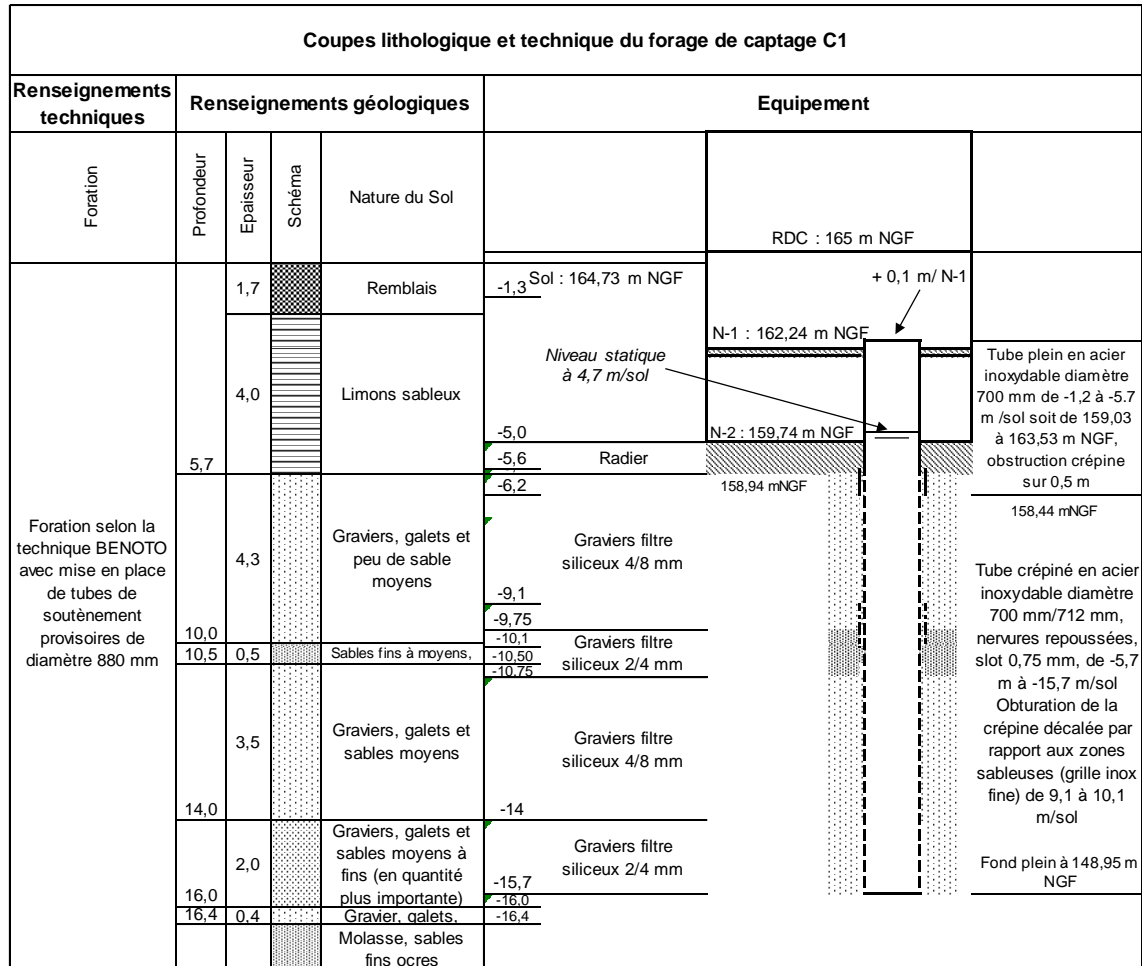 Coupes lithologique et technique du forage de captage C1
Renseignements
techniques
Renseignements géologiques
Equipement
Foration
Profondeur
Epaisseur
Schéma
Nature du Sol
RDC : 165 m NGF
1,7
Remblais
-1,3
Sol : 164,73 m NGF
+ 0,1 m/ N-1
N-1 : 162,24 m NGF
4,0
Limons sableux
Niveau statique
à 4,7 m/sol
Tube plein en acier
inoxydable diamètre
700 mm de -1,2 à -5.7
m /sol soit de 159,03
à 163,53 m NGF,
obstruction crépine
sur 0,5 m
-5,0
N-2 : 159,74 m NGF
5,7
-5,6
Radier
-6,2
158,94 mNGF
158,44 mNGF
Foration selon la
technique BENOTO
avec mise en place
de tubes de
soutènement
provisoires de
diamètre 880 mm
4,3
Graviers, galets et
peu de sable
moyens
Graviers filtre
siliceux 4/8 mm
-9,1
-9,75
10,0
-10,1
10,5
0,5
Sables fins à moyens,
-10,50
-10,75
Graviers filtre
siliceux 2/4 mm
Tube crépiné en acier
inoxydable diamètre
700 mm/712 mm,
nervures repoussées,
slot 0,75 mm, de -5,7
m à -15,7 m/sol
Obturation de la
crépine décalée par
rapport aux zones
sableuses (grille inox
fine) de 9,1 à 10,1
m/sol
3,5
Graviers, galets et
sables moyens
Graviers filtre
siliceux 4/8 mm
14,0
-14
2,0
Graviers, galets et
sables moyens à
fins (en quantité
plus importante)
Graviers filtre
siliceux 2/4 mm
-15,7
Fond plein à 148,95 m
NGF
16,0
-16,0
16,4
0,4
Gravier, galets,
-16,4
Molasse, sables
fins ocres